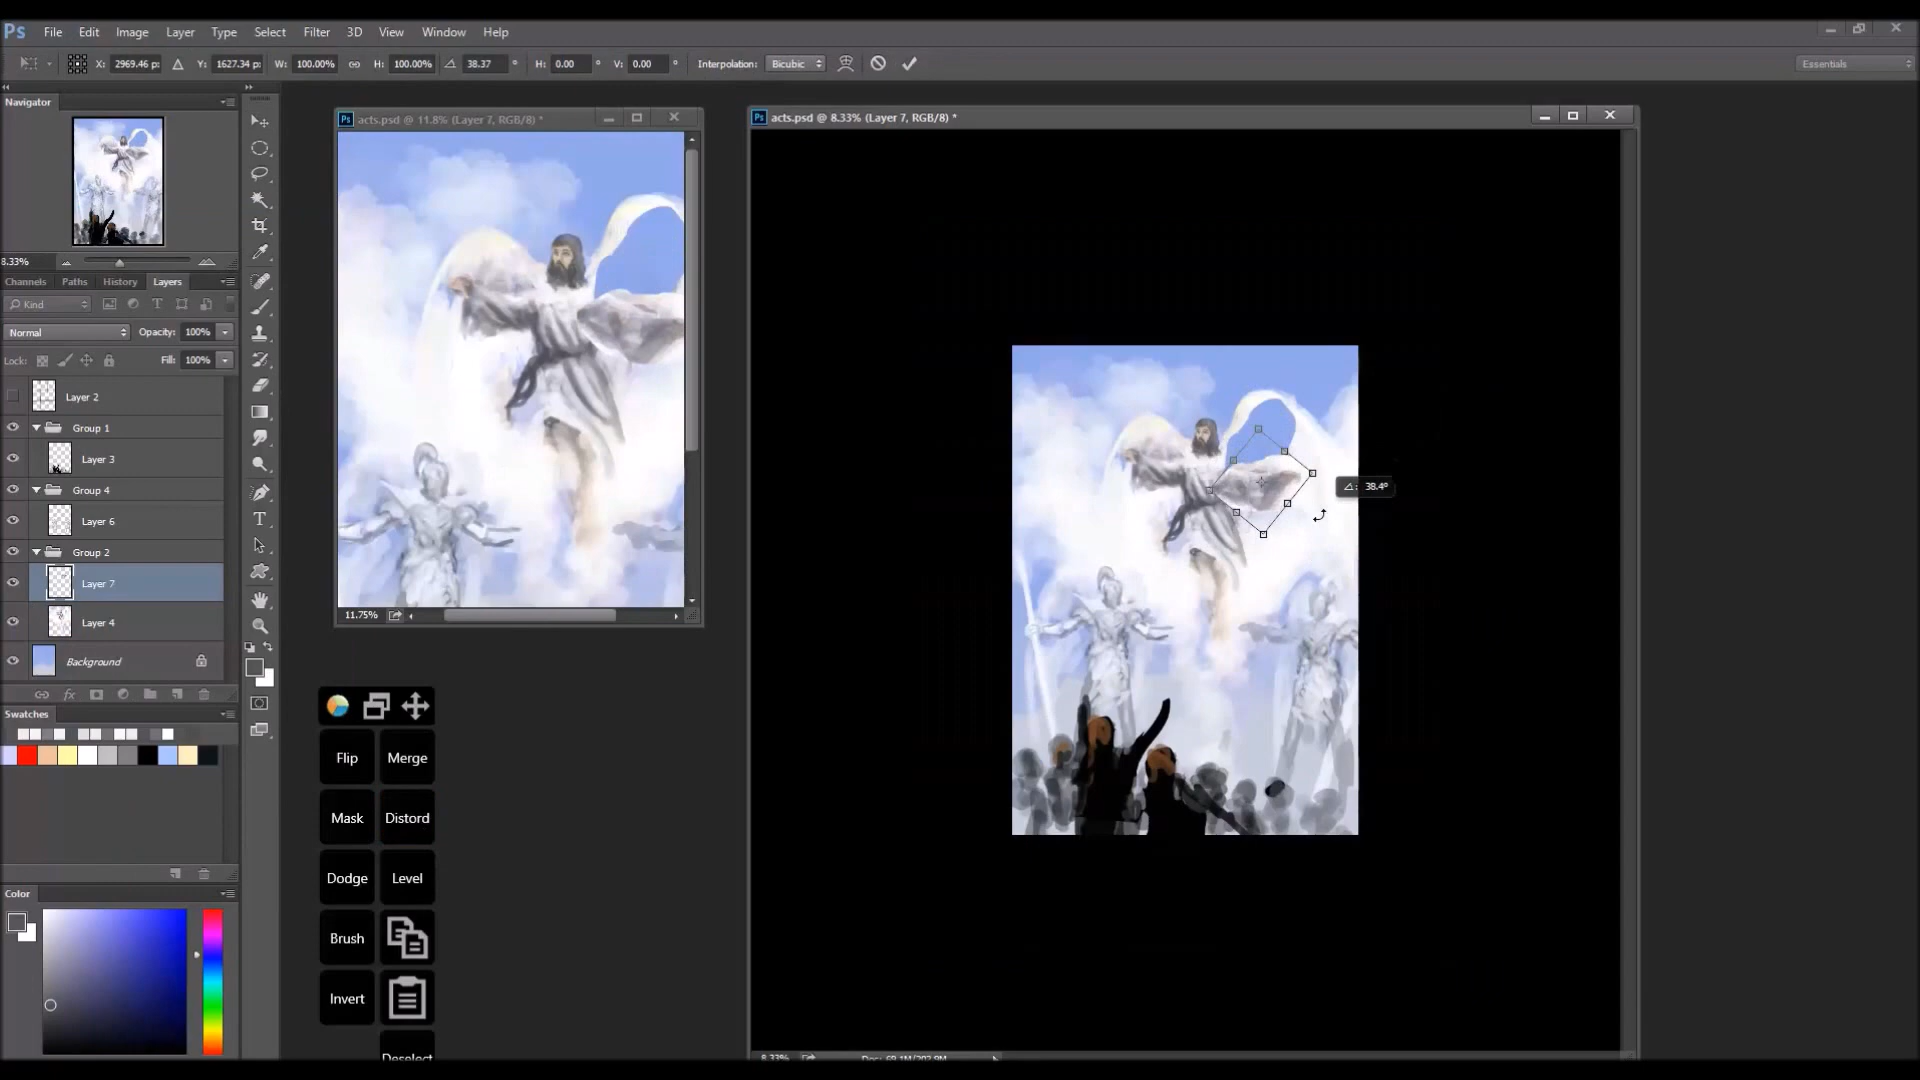 Ps File Edit Image Layer Type Select Filter 3D View Window Help
X: 2969.46 p: Y: 1627.34 p: W: 100.00% H: 100.00% 38.37 ° H: 0.00 ° V: 0.00 ° Interpolation: Bicubic Essentials
Navigator
8.33%
Channels Paths History Layers
Kind
Normal Opacity: 100%
Lock: Fill: 100%
Layer 2
Group 1
Layer 3
Group 4
Layer 6
Group 2
Layer 7
Layer 4
Background
Swatches
Color
T
Ps acts.psd @ 11.8% (Layer 7, RGB/8) *
11.75%
Flip Merge
Mask Distord
Dodge Level
Brush
Invert
Deselect
Ps acts.psd @ 8.33% (Layer 7, RGB/8) *
38.4°
8.33% Doc: 69.1M/202.9M